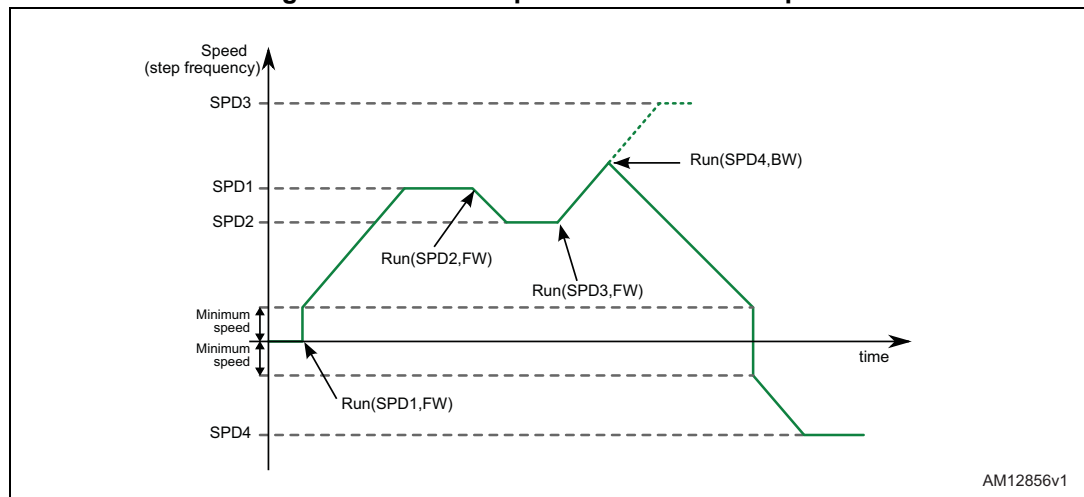 Speed
(step frequency)
SPD3
Run(SPD4,BW)
SPD1
SPD2
Run(SPD2,FW)
Run(SPD3,FW)
Minimum
speed
Minimum
speed
time
Run(SPD1,FW)
SPD4
AM12856v1